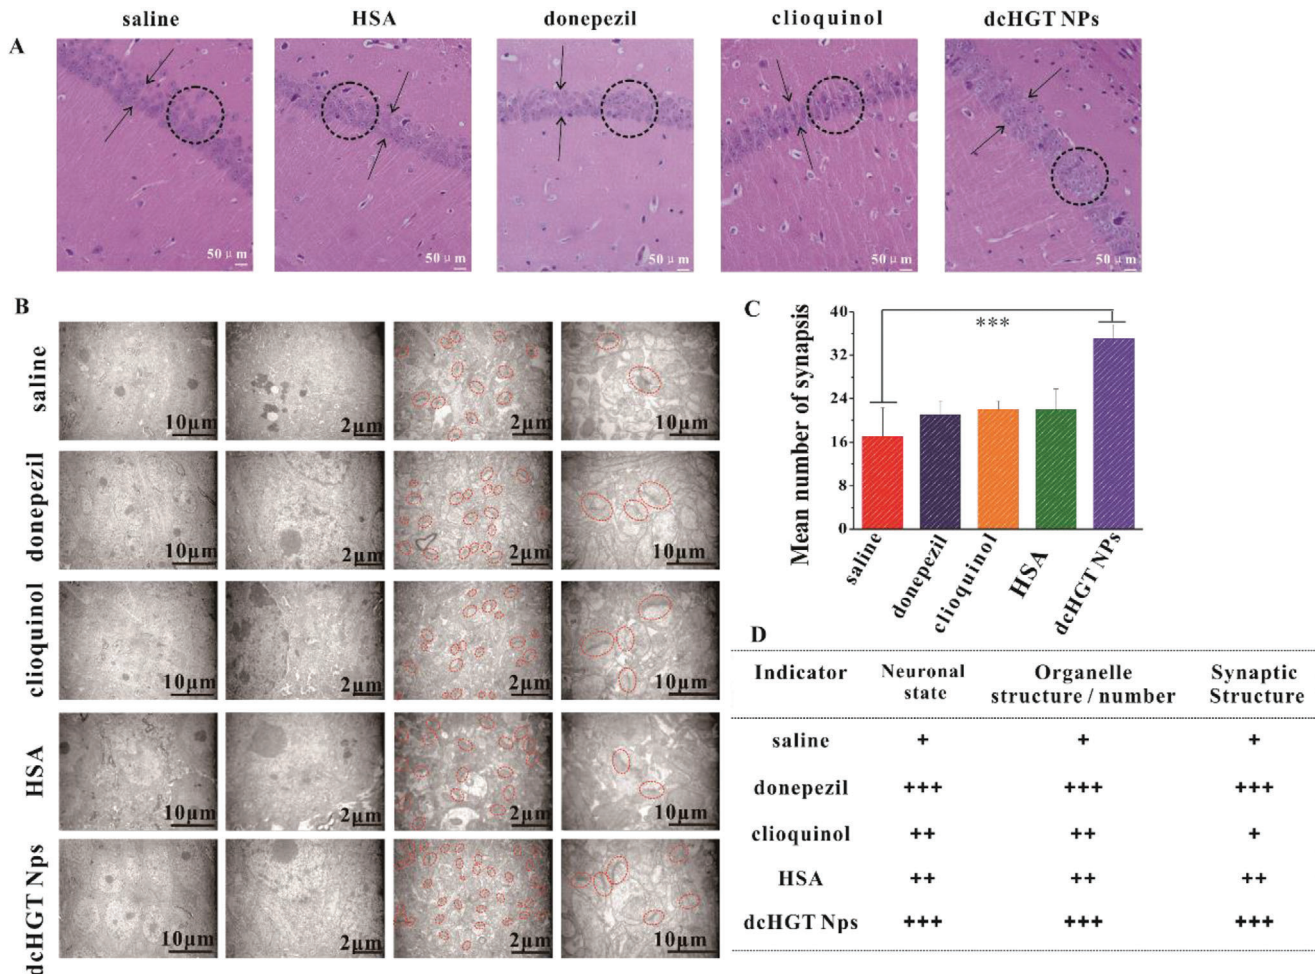 saline HSA donepezil clioquinol dcHGT NPs
A
50 μm 50 μm 50 μm 50 μm 50 μm
B
saline
10μm 2μm 2μm 10μm
donepezil
10μm 2μm 2μm 10μm
clioquinol
10μm 2μm 2μm 10μm
HSA
10μm 2μm 2μm 10μm
dcHGT Nps
10μm 2μm 2μm 10μm
C
Mean number of synapsis
40
32
24
16
8
0
***
saline donepezil clioquinol HSA dcHGT NPs
D
Indicator Neuronal state Organelle structure / number Synaptic Structure
saline + + +
donepezil +++ +++ +++
clioquinol ++ ++ +
HSA ++ ++ ++
dcHGT Nps +++ +++ +++